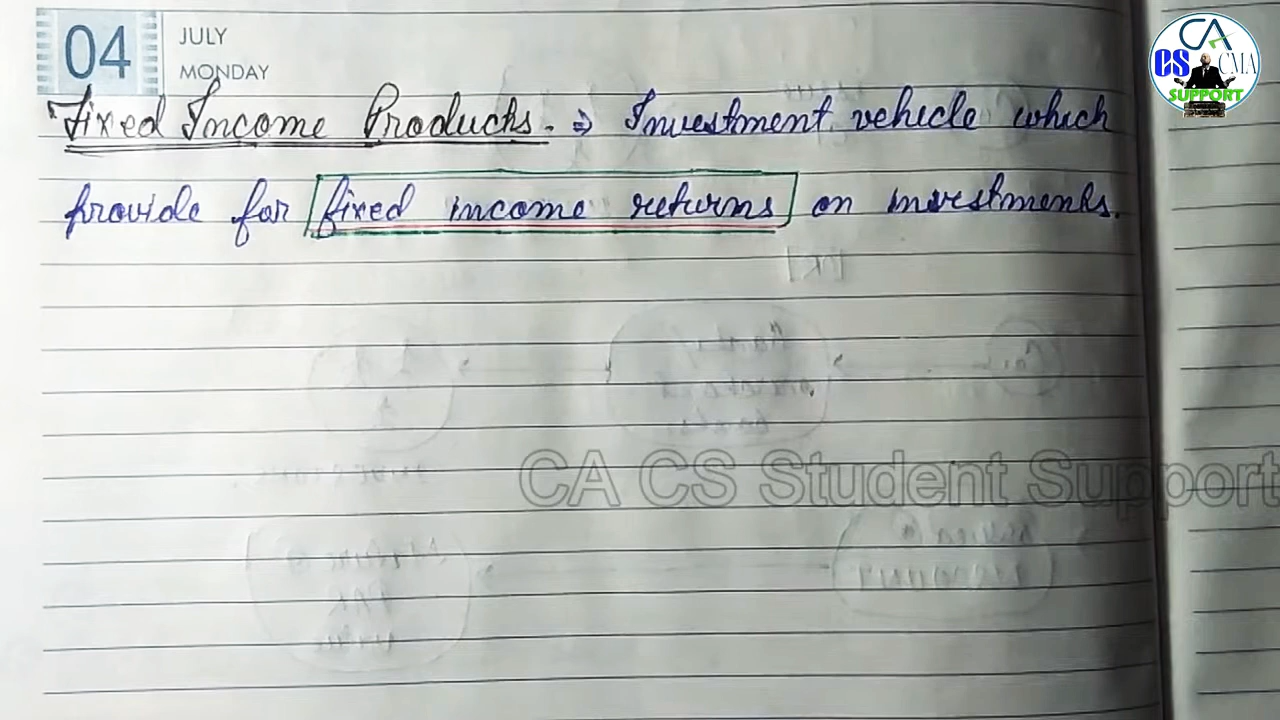 04
JULY
MONDAY
CA
CS CMA
SUPPORT
Fixed Income Products. ⇒ Investment vehicle which
provide for fixed income returns on investments.
CA CS Student Support